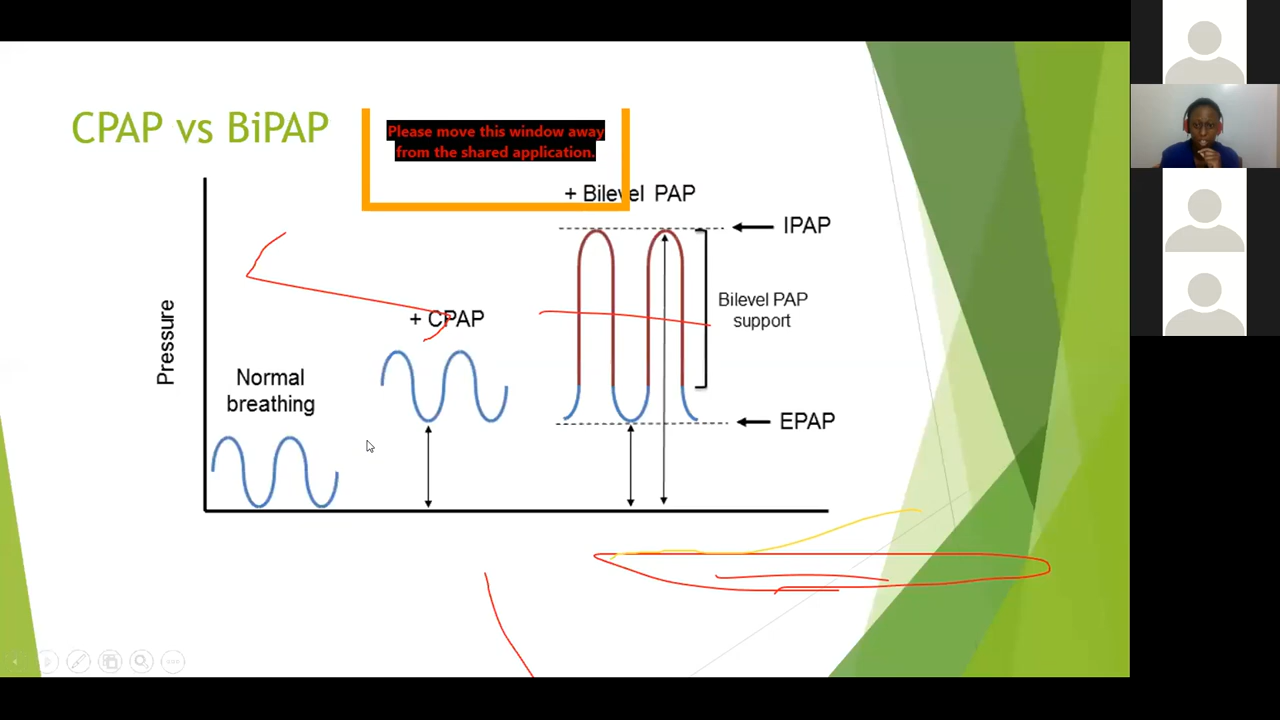 CPAP vs BiPAP
Please move this window away
from the shared application.
+ Bilevel PAP
IPAP
Bilevel PAP
support
+ CPAP
Pressure
Normal
breathing
EPAP